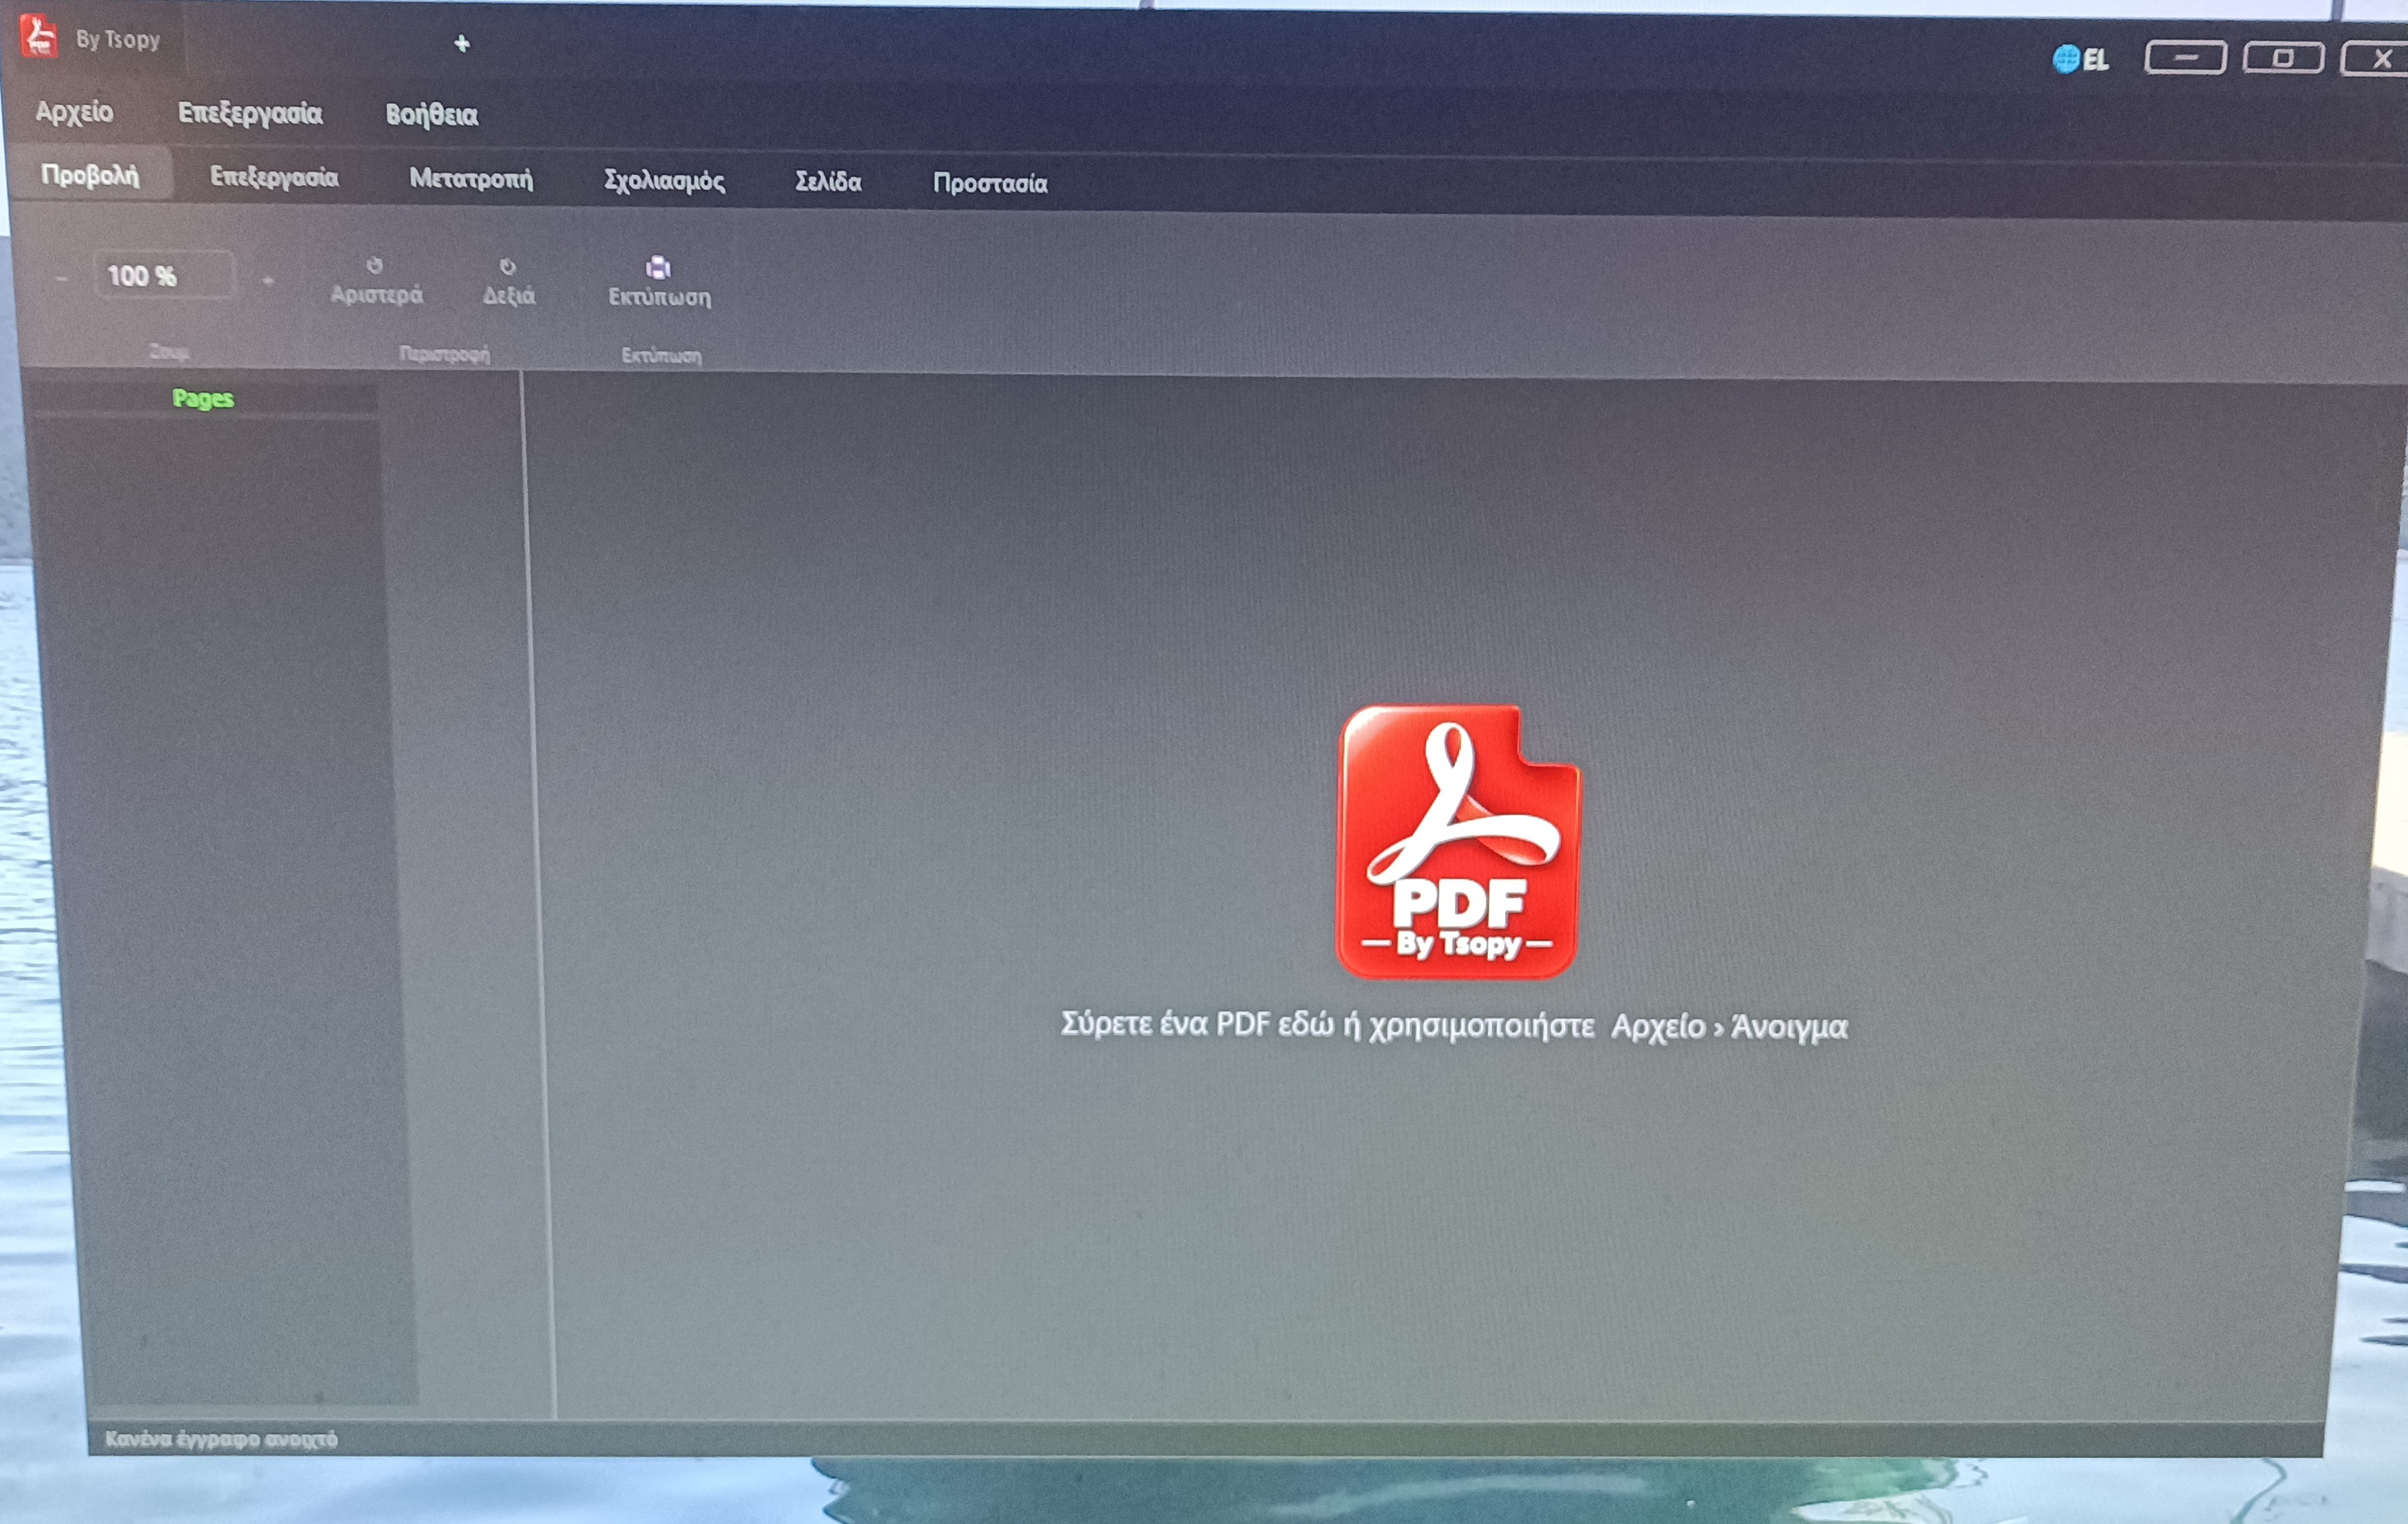 By Tsopy
+
EL
Αρχείο Επεξεργασία Βοήθεια
Προβολή Επεξεργασία Μετατροπή Σχολιασμός Σελίδα Προστασία
− 100 % +
Αριστερά Δεξιά Εκτύπωση
Ζουμ Περιστροφή Εκτύπωση
Pages
PDF
— By Tsopy —
Σύρετε ένα PDF εδώ ή χρησιμοποιήστε Αρχείο › Άνοιγμα
Κανένα έγγραφο ανοιχτό